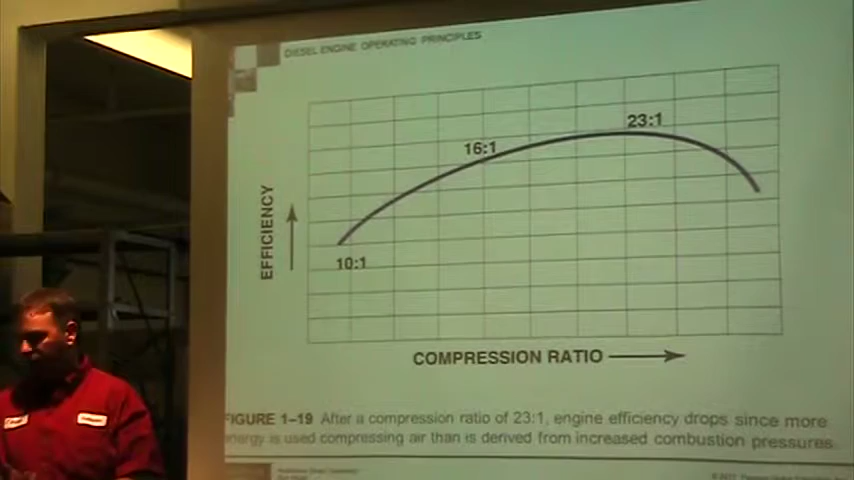 DIESEL ENGINE OPERATING PRINCIPLES
23:1
16:1
10:1
EFFICIENCY
COMPRESSION RATIO
FIGURE 1–19 After a compression ratio of 23:1, engine efficiency drops since more
energy is used compressing air than is derived from increased combustion pressures.